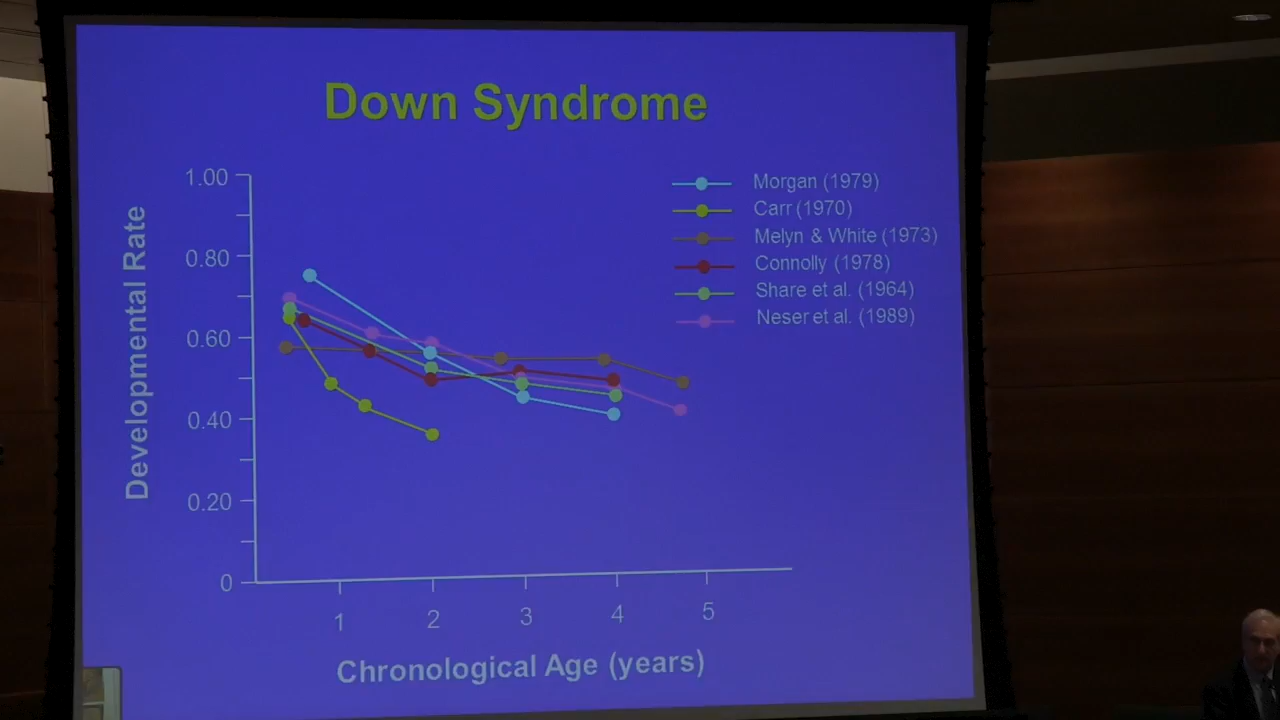 Down Syndrome
Morgan (1979)
Carr (1970)
Melyn & White (1973)
Connolly (1978)
Share et al. (1964)
Neser et al. (1989)
Developmental Rate
1.00
0.80
0.60
0.40
0.20
0
1 2 3 4 5
Chronological Age (years)